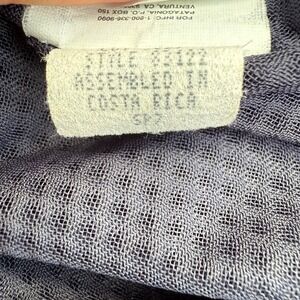 FOR INFO: 1-800-336-9090
PATAGONIA, P.O. BOX 150
VENTURA, CA
STYLE 53122
ASSEMBLED IN
COSTA RICA
SP7